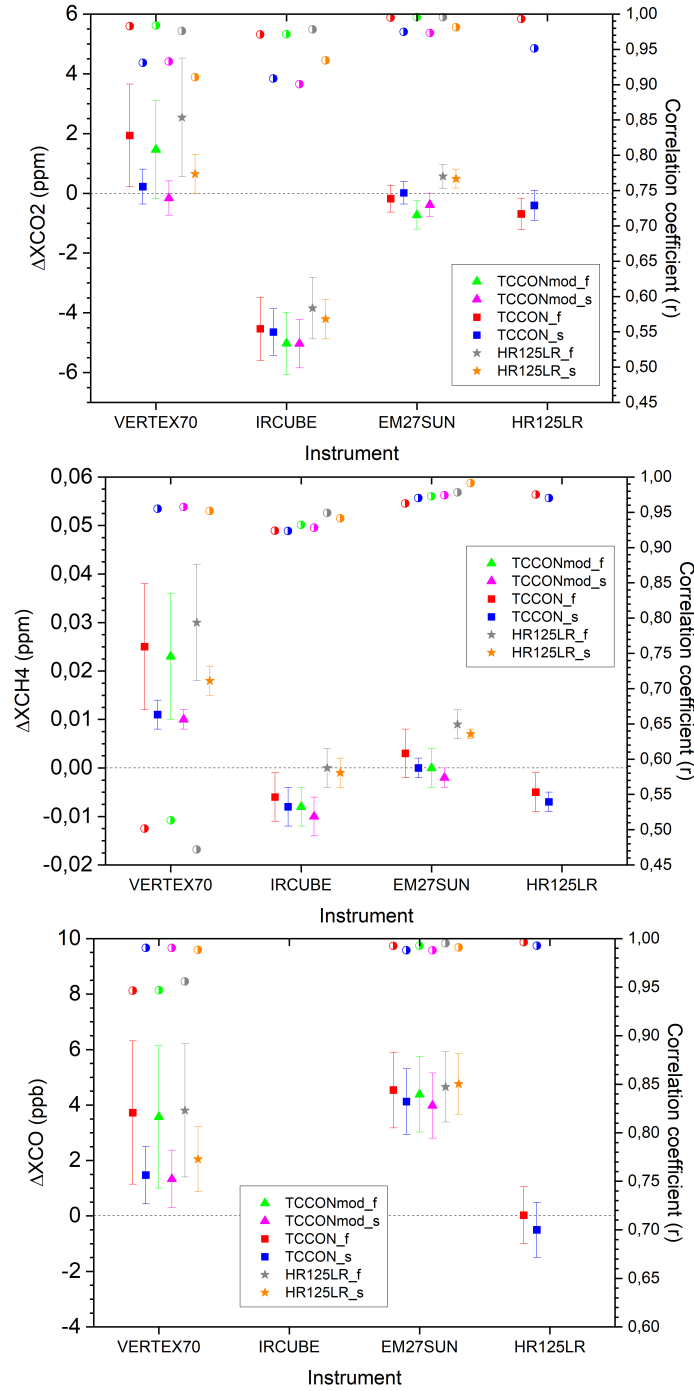 6
4
2
0
-2
-4
-6
ΔXCO2 (ppm)
1,00
0,95
0,90
0,85
0,80
0,75
0,70
0,65
0,60
0,55
0,50
0,45
Correlation coefficient (r)
TCCONmod_f
TCCONmod_s
TCCON_f
TCCON_s
HR125LR_f
HR125LR_s
VERTEX70 IRCUBE EM27SUN HR125LR
Instrument
0,06
0,05
0,04
0,03
0,02
0,01
0,00
-0,01
-0,02
ΔXCH4 (ppm)
1,00
0,95
0,90
0,85
0,80
0,75
0,70
0,65
0,60
0,55
0,50
0,45
Correlation coefficient (r)
TCCONmod_f
TCCONmod_s
TCCON_f
TCCON_s
HR125LR_f
HR125LR_s
VERTEX70 IRCUBE EM27SUN HR125LR
Instrument
10
8
6
4
2
0
-2
-4
ΔXCO (ppb)
1,00
0,95
0,90
0,85
0,80
0,75
0,70
0,65
0,60
Correlation coefficient (r)
TCCONmod_f
TCCONmod_s
TCCON_f
TCCON_s
HR125LR_f
HR125LR_s
VERTEX70 IRCUBE EM27SUN HR125LR
Instrument